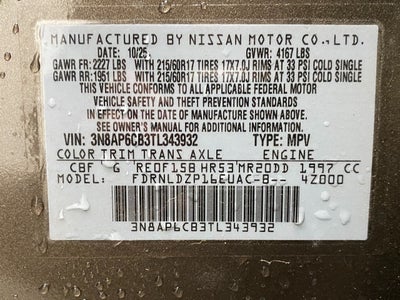 MANUFACTURED BY NISSAN MOTOR CO.,LTD.
10/25 GVWR: 4167 LBS
GAWR FR: 2227 LBS WITH 215/60R17 TIRES 17X7.0J RIMS AT 33 PSI COLD SINGLE
GAWR RR: 1951 LBS WITH 215/60R17 TIRES 17X7.0J RIMS AT 33 PSI COLD SINGLE
THIS VEHICLE CONFORMS TO ALL APPLICABLE FEDERAL MOTOR
VEHICLE SAFETY AND THEFT PREVENTION STANDARDS IN EFFECT ON
THE DATE OF MANUFACTURE SHOWN ABOVE.
SEE OWNER'S MANUAL FOR ADDITIONAL INFORMATION.
VIN: 3N8AP6CB3TL343932 TYPE: MPV
COLOR TRIM TRANS AXLE ENGINE
CBF G RE0F15B HR53 MR20DD 1997 CC
FDRNLDZP16EUAC-B-- 4Z000
3N8AP6CB3TL343932